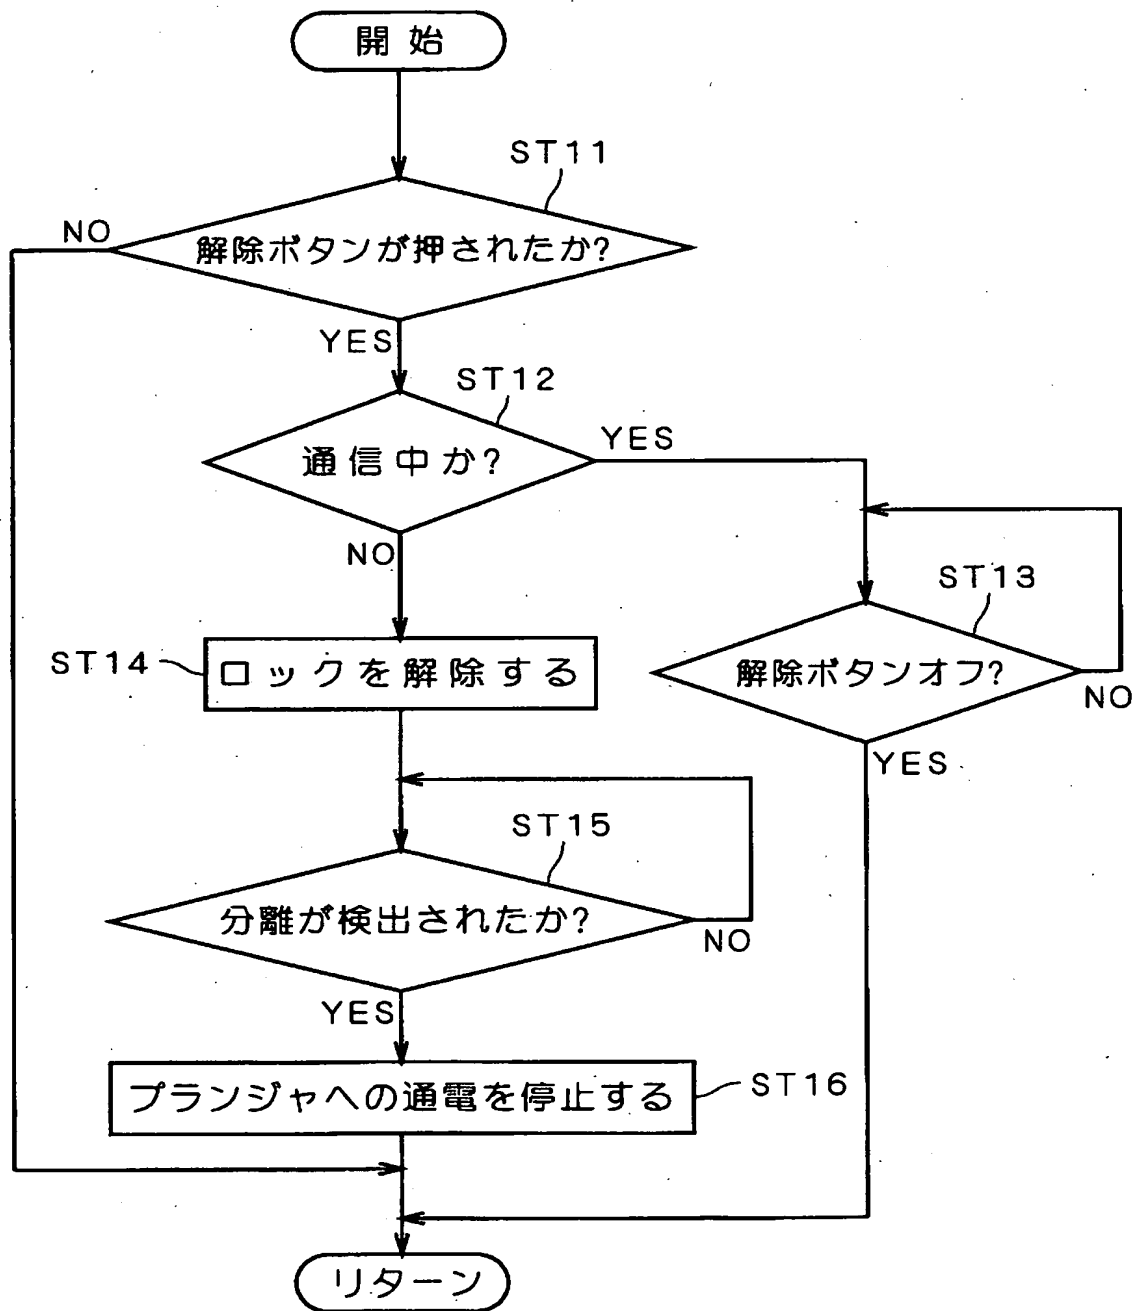 開始
ST11
NO
解除ボタンが押されたか?
YES
ST12
通信中か?
YES
NO
ST13
ST14
ロックを解除する
解除ボタンオフ?
NO
YES
ST15
分離が検出されたか?
NO
YES
プランジャへの通電を停止する
ST16
リターン